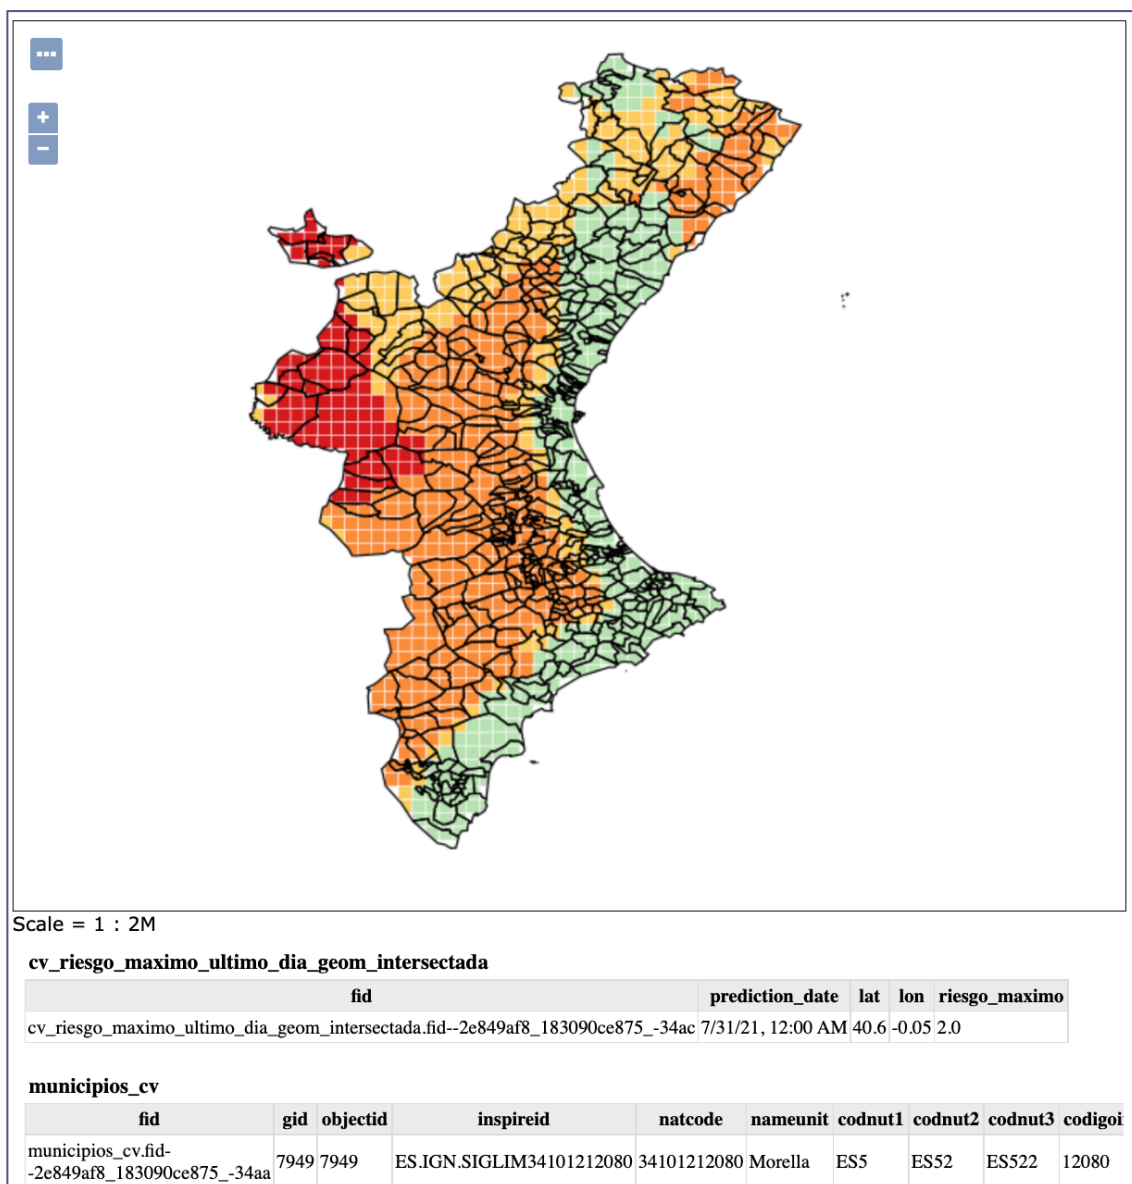 ...
+
−
Scale = 1 : 2M
cv_riesgo_maximo_ultimo_dia_geom_intersectada
fid prediction_date lat lon riesgo_maximo
cv_riesgo_maximo_ultimo_dia_geom_intersectada.fid--2e849af8_183090ce875_-34ac 7/31/21, 12:00 AM 40.6 -0.05 2.0
municipios_cv
fid gid objectid inspireid natcode nameunit codnut1 codnut2 codnut3 codigoi
municipios_cv.fid-
-2e849af8_183090ce875_-34aa 7949 7949 ES.IGN.SIGLIM34101212080 34101212080 Morella ES5 ES52 ES522 12080